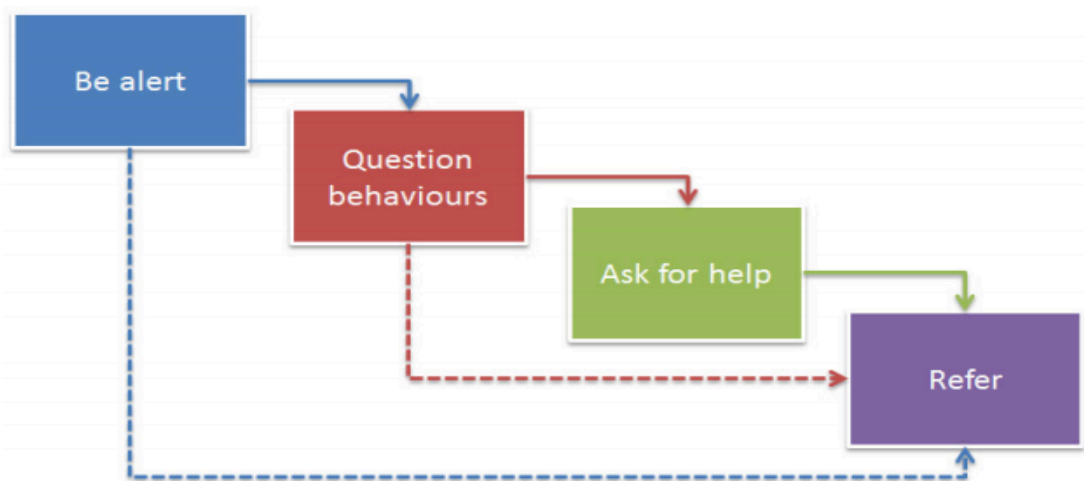 Be alert
Question
behaviours
Ask for help
Refer